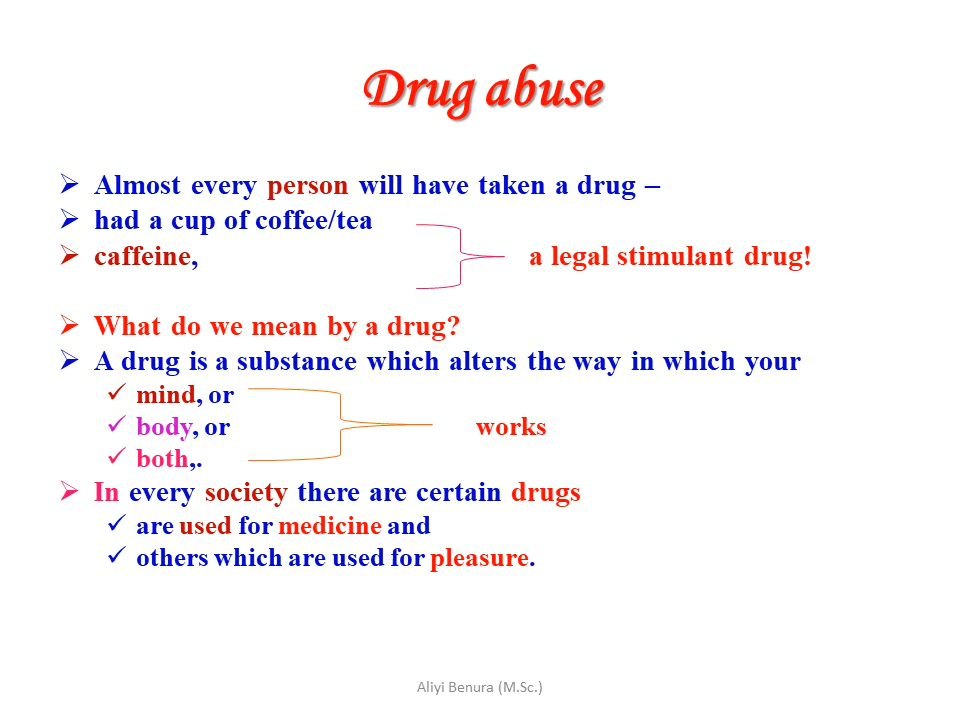 Drug abuse
Almost every person will have taken a drug –
had a cup of coffee/tea
caffeine, a legal stimulant drug!
What do we mean by a drug?
A drug is a substance which alters the way in which your
mind, or
body, or works
both,.
In every society there are certain drugs
are used for medicine and
others which are used for pleasure.
Aliyi Benura (M.Sc.)